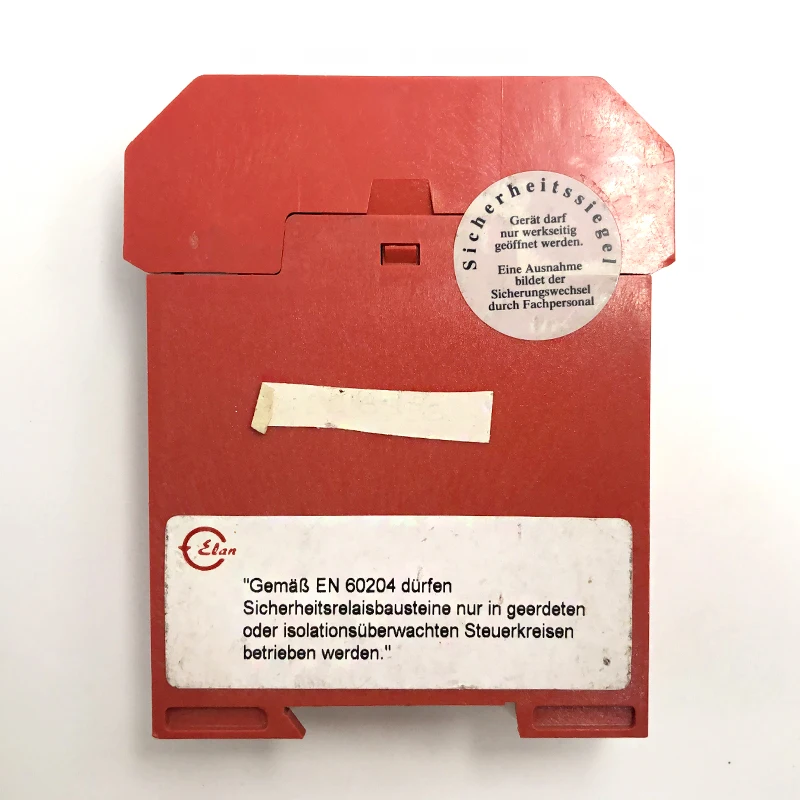 Sicherheitssiegel
Gerät darf
nur werkseitig
geöffnet werden.
Eine Ausnahme
bildet der
Sicherungswechsel
durch Fachpersonal
Elan
"Gemäß EN 60204 dürfen
Sicherheitsrelaisbausteine nur in geerdeten
oder isolationsüberwachten Steuerkreisen
betrieben werden."